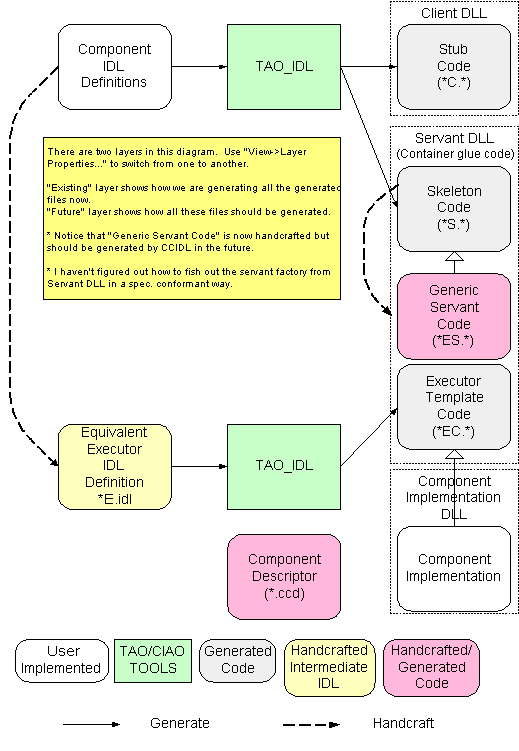 Client DLL
Component
IDL
Definitions
TAO_IDL
Stub
Code
(*C.*)
There are two layers in this diagram. Use "View->Layer
Properties..." to switch from one to another.
"Existing" layer shows how we are generating all the generated
files now.
"Future" layer shows how all these files should be generated.
* Notice that "Generic Servant Code" is now handcrafted but
should be generated by CCIDL in the future.
* I haven't figured out how to fish out the servant factory from
Servant DLL in a spec. conformant way.
Servant DLL
(Container glue code)
Skeleton
Code
(*S.*)
Generic
Servant
Code
(*ES.*)
Executor
Template
Code
(*EC.*)
Equivalent
Executor
IDL
Definition
*E.idl
TAO_IDL
Component
Implementation
DLL
Component
Implementation
Component
Descriptor
(*.ccd)
User
Implemented
TAO/CIAO
TOOLS
Generated
Code
Handcrafted
Intermediate
IDL
Handcrafted/
Generated
Code
Generate
Handcraft